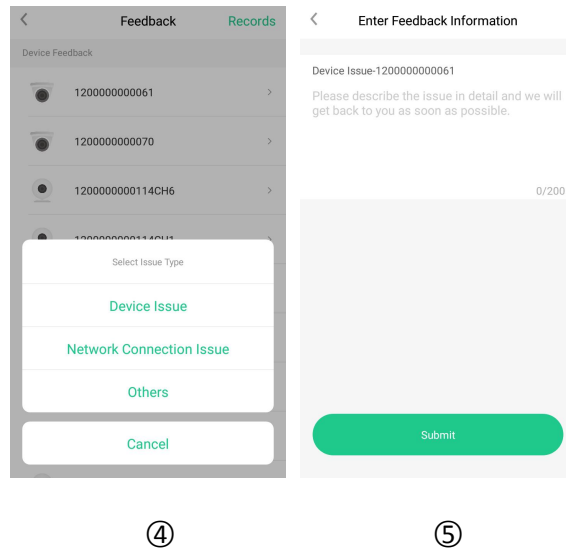 Feedback
Records
Device Feedback
1200000000061
1200000000070
1200000000114CH6
1200000000114CH1
Select Issue Type
Device Issue
Network Connection Issue
Others
Cancel
④
Enter Feedback Information
Device Issue-1200000000061
Please describe the issue in detail and we will
get back to you as soon as possible.
0/200
Submit
⑤